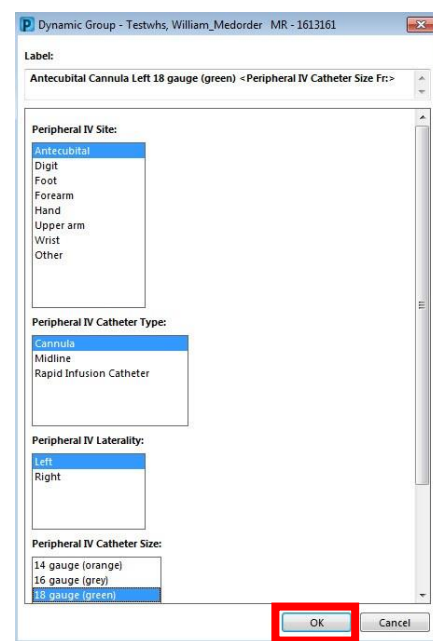 Dynamic Group - Testwhs, William_Medorder MR - 1613161
Label:
Antecubital Cannula Left 18 gauge (green) <Peripheral IV Catheter Size Fr:>
Peripheral IV Site:
Antecubital
Digit
Foot
Forearm
Hand
Upper arm
Wrist
Other
Peripheral IV Catheter Type:
Cannula
Midline
Rapid Infusion Catheter
Peripheral IV Laterality:
Left
Right
Peripheral IV Catheter Size:
14 gauge (orange)
16 gauge (grey)
18 gauge (green)
OK Cancel